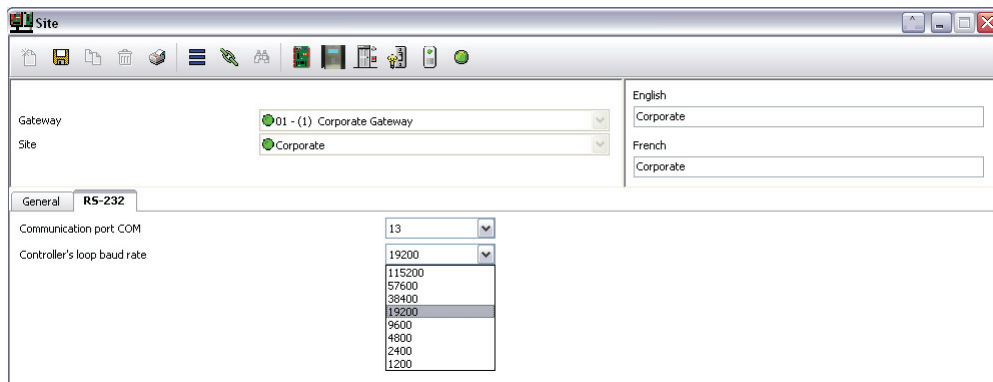 Site
English
Gateway
01 - (1) Corporate Gateway
Corporate
Site
Corporate
French
Corporate
General
RS-232
Communication port COM
13
Controller's loop baud rate
19200
115200
57600
38400
19200
9600
4800
2400
1200